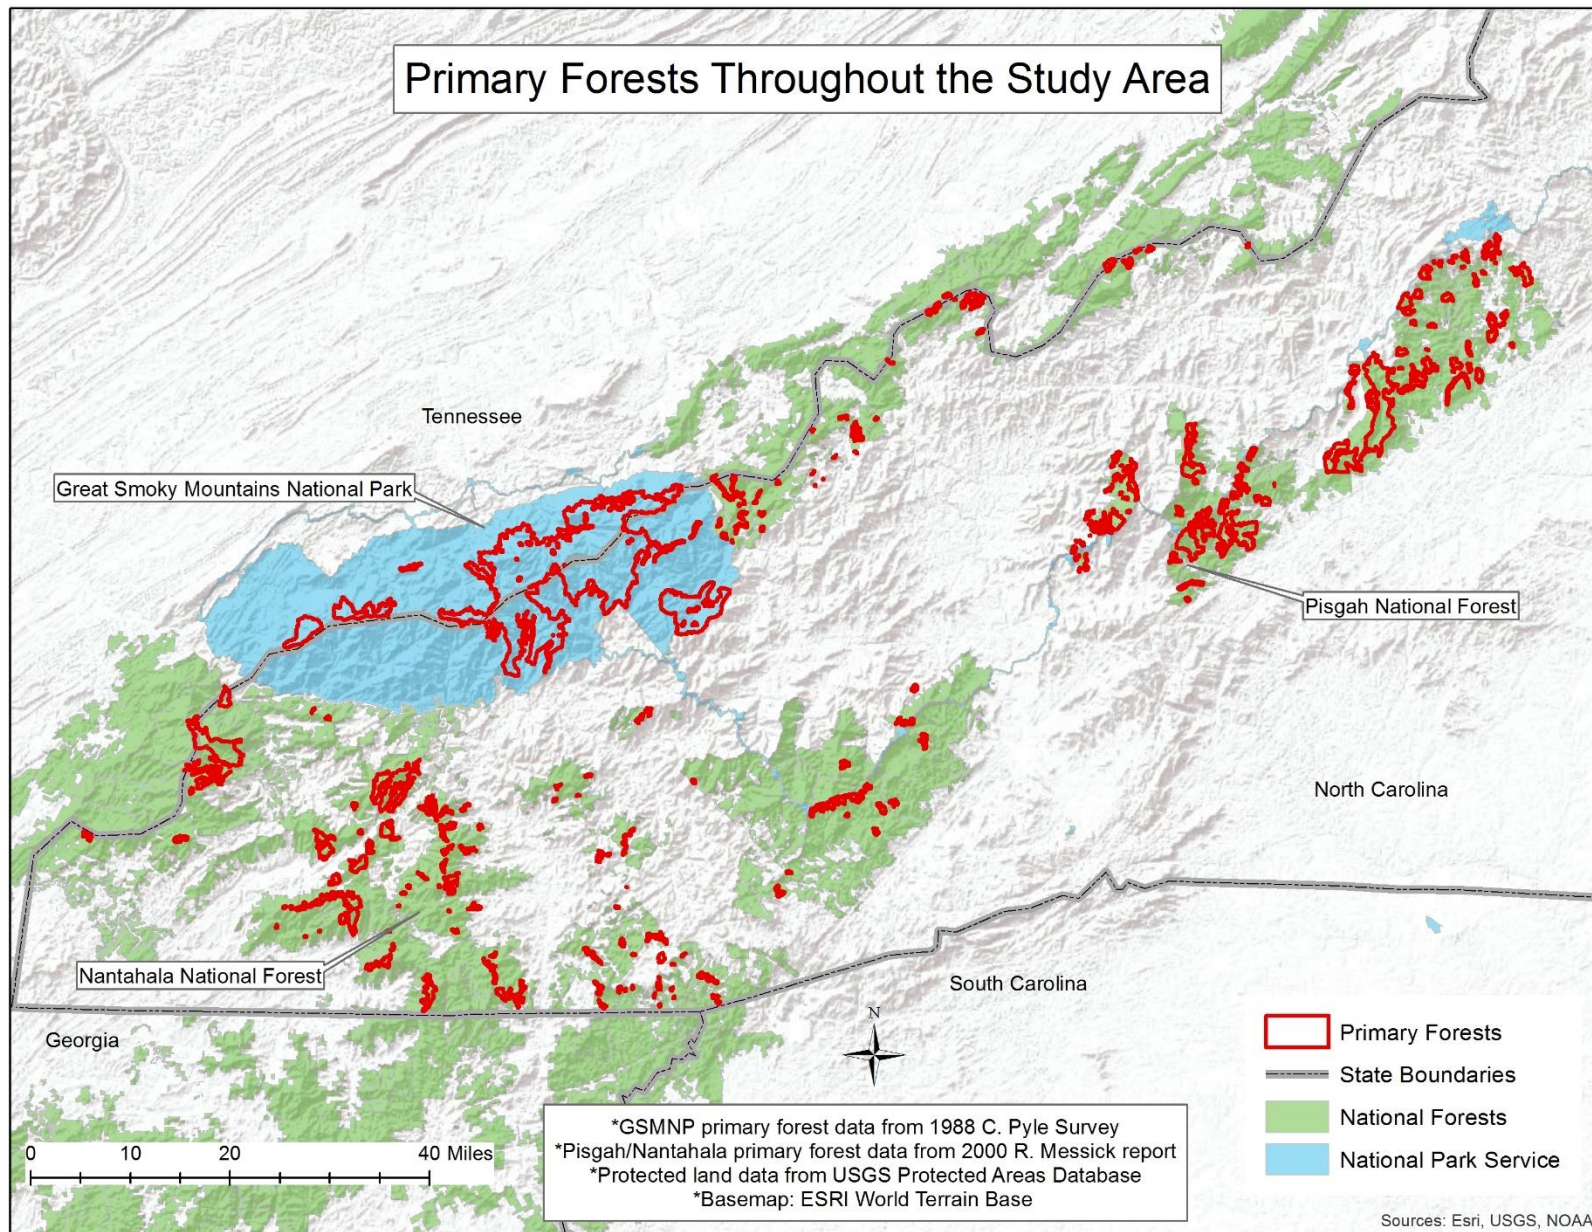 Primary Forests Throughout the Study Area
Tennessee
Great Smoky Mountains National Park
Pisgah National Forest
North Carolina
Nantahala National Forest
South Carolina
Georgia
N
Primary Forests
State Boundaries
National Forests
National Park Service
0 20 40 Miles
*GSMNP primary forest data from 1988 C. Pyle Survey
*Pisgah/Nantahala primary forest data from 2000 R. Messick report
*Protected land data from USGS Protected Areas Database
*Basemap: ESRI World Terrain Base
Sources: Esri, USGS, NOAA